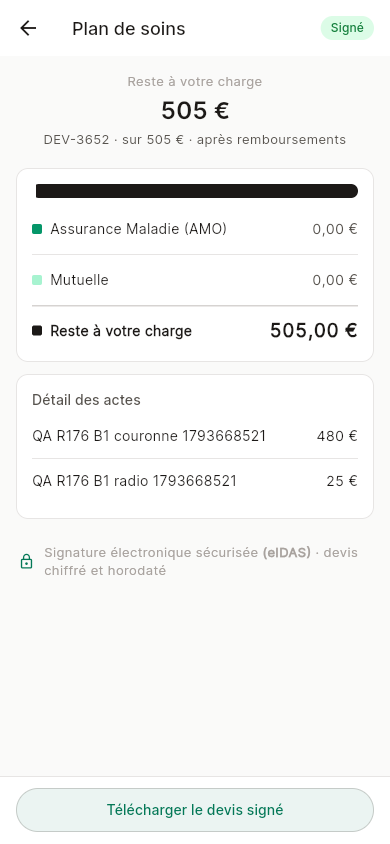 Plan de soins
Signé
Reste à votre charge
505 €
DEV-3652 · sur 505 € · après remboursements
Assurance Maladie (AMO) 0,00 €
Mutuelle 0,00 €
Reste à votre charge 505,00 €
Détail des actes
QA R176 B1 couronne 1793668521 480 €
QA R176 B1 radio 1793668521 25 €
Signature électronique sécurisée (eIDAS) · devis
chiffré et horodaté
Télécharger le devis signé